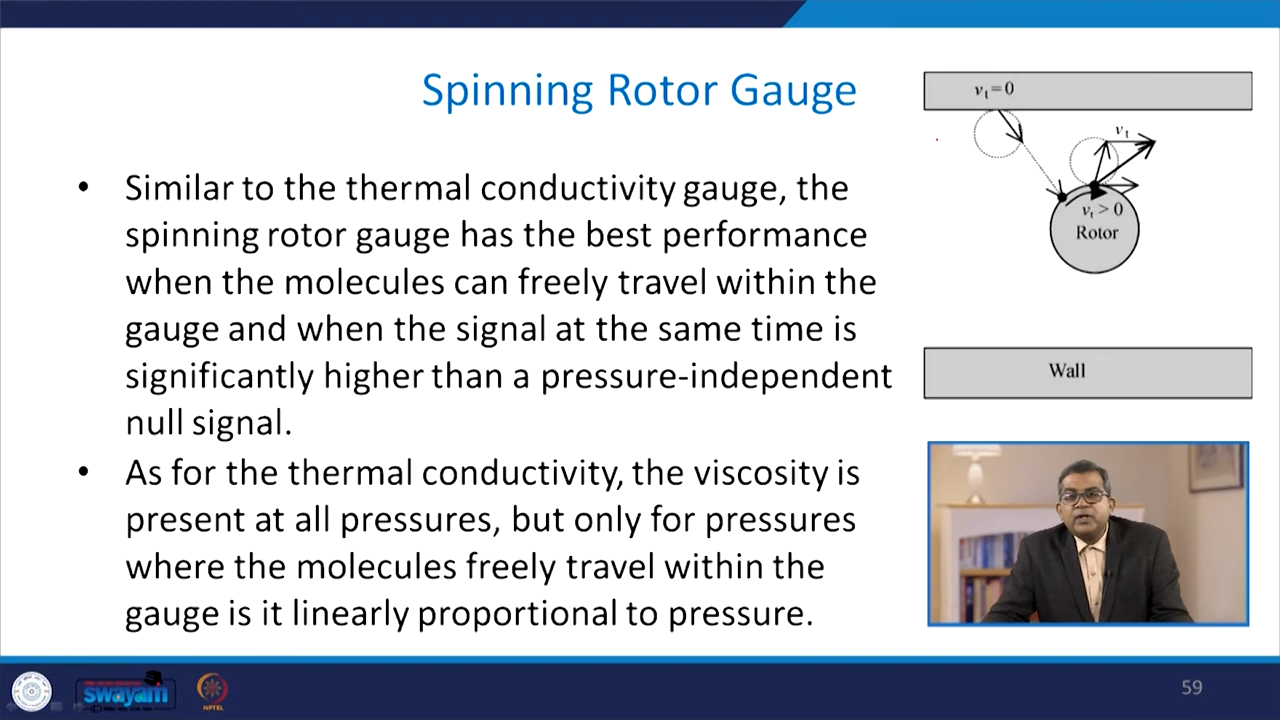 Spinning Rotor Gauge
• Similar to the thermal conductivity gauge, the
spinning rotor gauge has the best performance
when the molecules can freely travel within the
gauge and when the signal at the same time is
significantly higher than a pressure-independent
null signal.
• As for the thermal conductivity, the viscosity is
present at all pressures, but only for pressures
where the molecules freely travel within the
gauge is it linearly proportional to pressure.
vt = 0
vt
vt > 0
Rotor
Wall
swayam
NPTEL
59